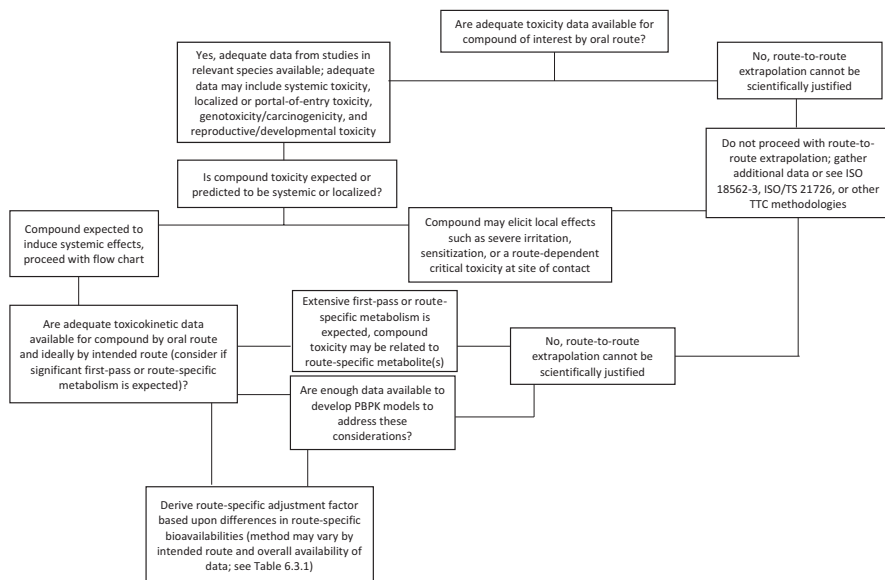 Are adequate toxicity data available for
compound of interest by oral route?
Yes, adequate data from studies in
relevant species available; adequate
data may include systemic toxicity,
localized or portal-of-entry toxicity,
genotoxicity/carcinogenicity, and
reproductive/developmental toxicity
No, route-to-route
extrapolation cannot be
scientifically justified
Do not proceed with route-to-
route extrapolation; gather
additional data or see ISO
18562-3, ISO/TS 21726, or other
TTC methodologies
Is compound toxicity expected or
predicted to be systemic or localized?
Compound expected to
induce systemic effects,
proceed with flow chart
Compound may elicit local effects
such as severe irritation,
sensitization, or a route-dependent
critical toxicity at site of contact
Are adequate toxicokinetic data
available for compound by oral route
and ideally by intended route (consider if
significant first-pass or route-specific
metabolism is expected)?
Extensive first-pass or route-
specific metabolism is
expected, compound
toxicity may be related to
route-specific metabolite(s)
No, route-to-route
extrapolation cannot be
scientifically justified
Are enough data available to
develop PBPK models to
address these
considerations?
Derive route-specific adjustment factor
based upon differences in route-specific
bioavailabilities (method may vary by
intended route and overall availability of
data; see Table 6.3.1)